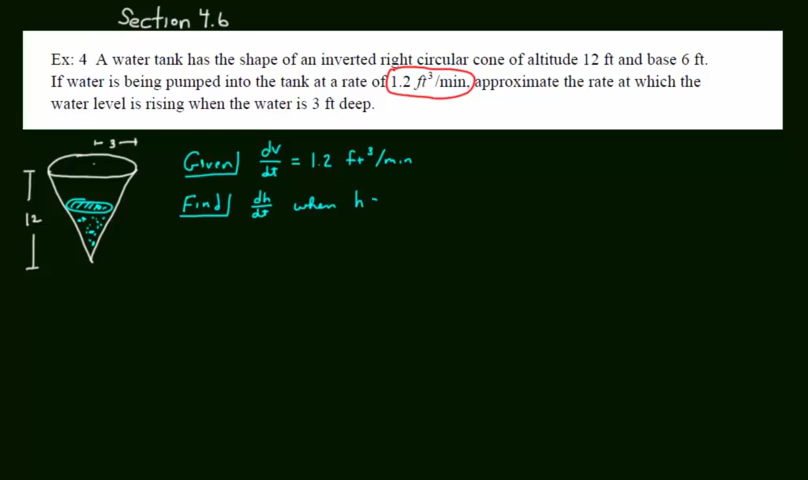 Section 4.6
Ex: 4 A water tank has the shape of an inverted right circular cone of altitude 12 ft and base 6 ft.
If water is being pumped into the tank at a rate of 1.2 ft³/min, approximate the rate at which the
water level is rising when the water is 3 ft deep.
3
12
Given dv/dt = 1.2 ft³/min
Find dh/dt when h =